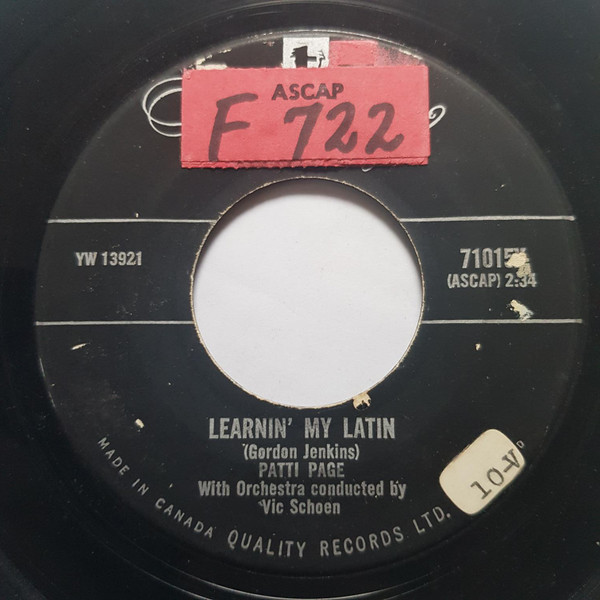 ASCAP
F 722
YW 13921
71015X
(ASCAP) 2:34
LEARNIN' MY LATIN
(Gordon Jenkins)
PATTI PAGE
With Orchestra conducted by
Vic Schoen
10-V
MADE IN CANADA QUALITY RECORDS LTD.